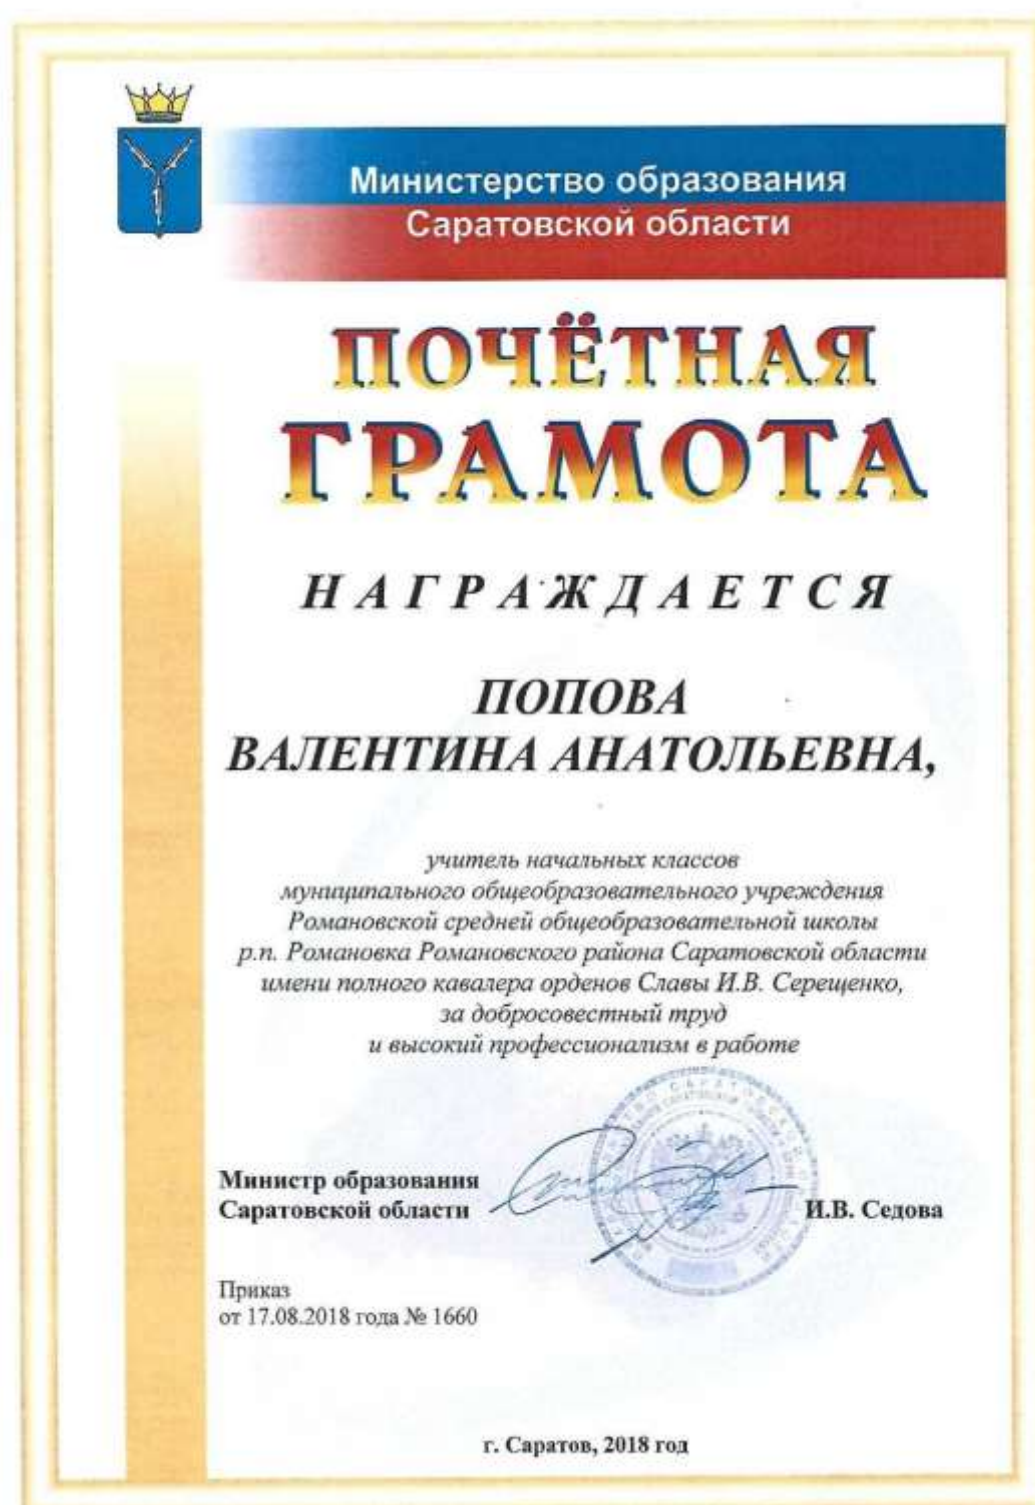 Министерство образования
Саратовской области
ПОЧЁТНАЯ
ГРАМОТА
НАГРАЖДАЕТСЯ
ПОПОВА
ВАЛЕНТИНА АНАТОЛЬЕВНА,
учитель начальных классов
муниципального общеобразовательного учреждения
Романовской средней общеобразовательной школы
р.п. Романовка Романовского района Саратовской области
имени полного кавалера орденов Славы И.В. Серещенко,
за добросовестный труд
и высокий профессионализм в работе
Министр образования
Саратовской области
И.В. Седова
Приказ
от 17.08.2018 года № 1660
г. Саратов, 2018 год